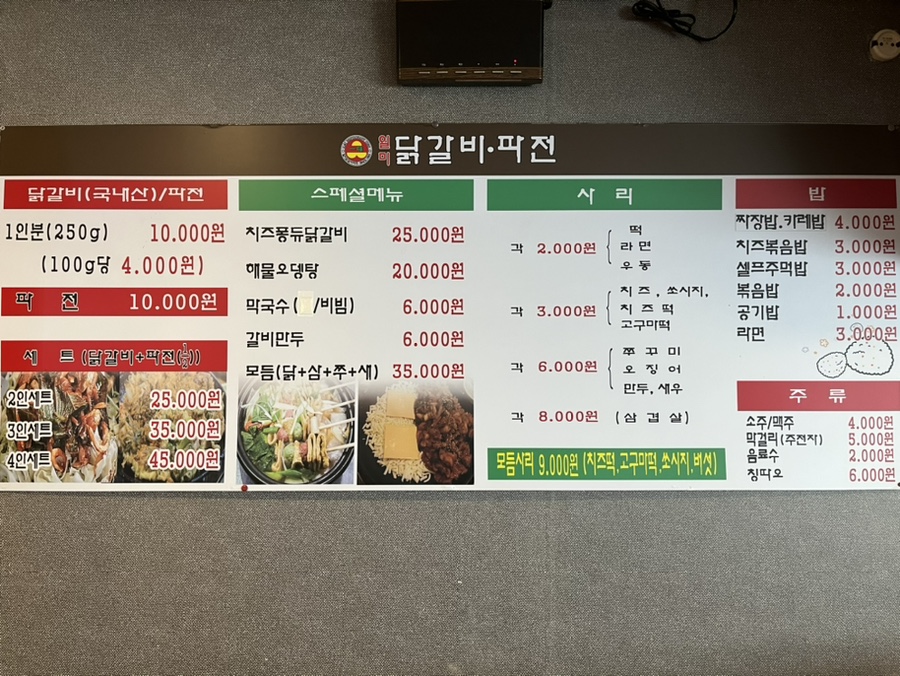 일미 닭갈비·파전
닭갈비(국내산)/파전
1인분(250g) 10.000원
(100g당 4.000원)
파 전 10.000원
세 트 (닭갈비+파전(1/2))
2인세트 25.000원
3인세트 35.000원
4인세트 45.000원
스페셜메뉴
치즈퐁듀닭갈비 25.000원
해물오뎅탕 20.000원
막국수 ( /비빔) 6.000원
갈비만두 6.000원
모듬(닭+삼+쭈+새) 35.000원
사 리
각 2.000원 떡
라 면
우 동
각 3.000원 치 즈 , 쏘시지,
치 즈 떡
고구마떡
각 6.000원 쭈 꾸 미
오 징 어
만두, 새우
각 8.000원 (삼 겹 살)
모듬사리 9.000원 (치즈떡,고구마떡,쏘시지,버섯)
밥
짜장밥.카레밥 4.000원
치즈볶음밥 3.000원
셀프주먹밥 3.000원
볶음밥 2.000원
공기밥 1.000원
라면 3.000원
주 류
소주/맥주 4.000원
막걸리(주전자) 5.000원
음료수 2.000원
칭따오 6.000원